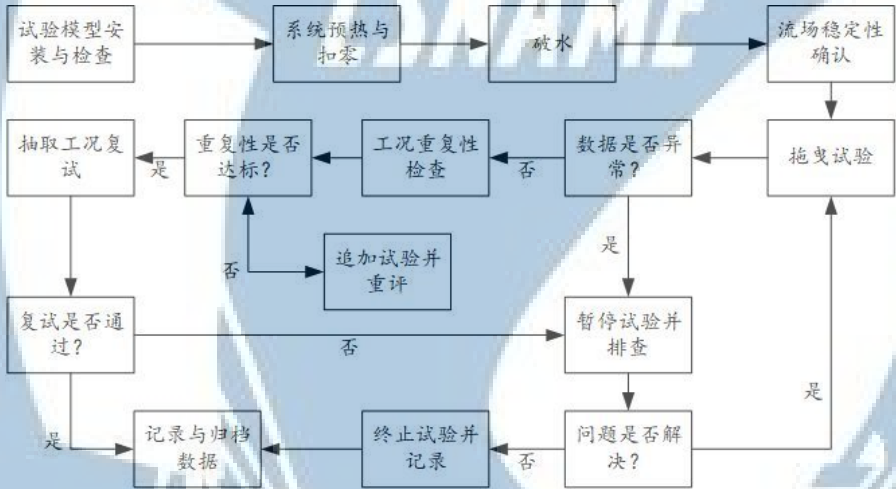 试验模型安
装与检查
系统预热与
扣零
破水
流场稳定性
确认
抽取工况复
试
是
重复性是否
达标？
工况重复性
检查
否
数据是否异
常？
拖曳试验
否
追加试验并
重评
是
复试是否通
过？
否
暂停试验并
排查
是
是
记录与归档
数据
终止试验并
记录
否
问题是否解
决？